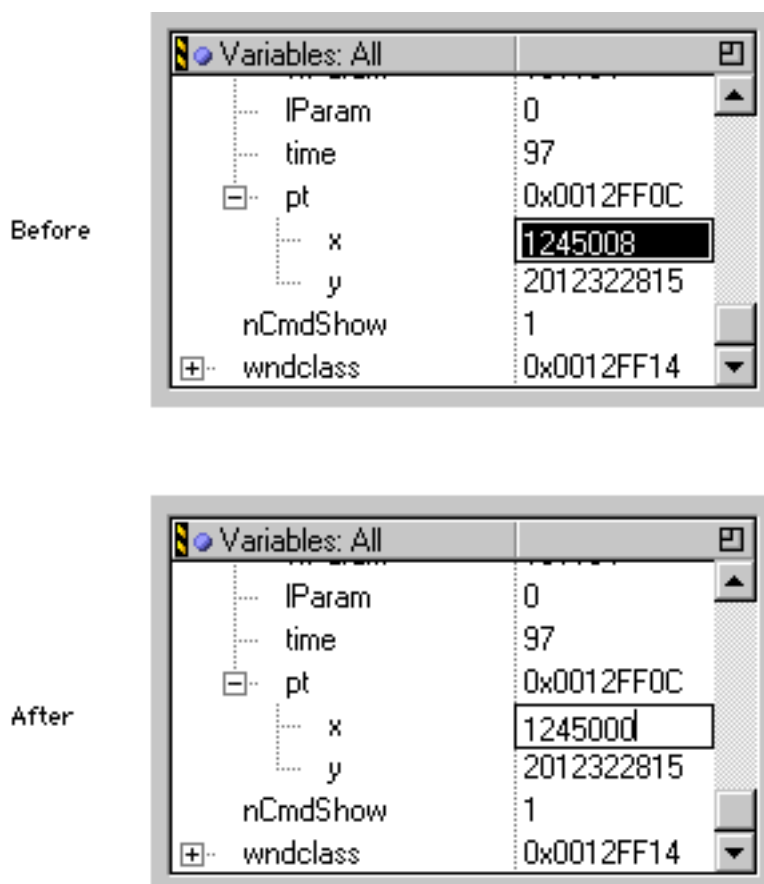 Variables: All
lParam 0
time 97
pt 0x0012FF0C
Before
x 1245008
y 2012322815
nCmdShow 1
wndclass 0x0012FF14
Variables: All
lParam 0
time 97
pt 0x0012FF0C
After
x 1245000
y 2012322815
nCmdShow 1
wndclass 0x0012FF14